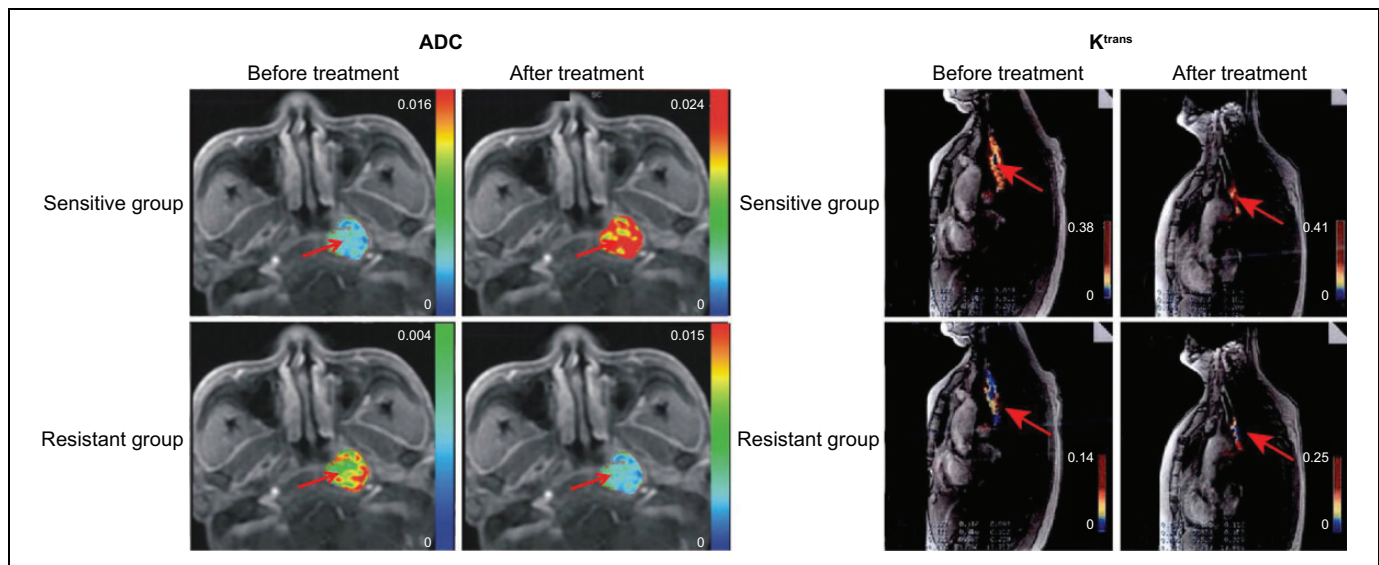 ADC
K^trans
Before treatment
After treatment
Before treatment
After treatment
Sensitive group
0.016
0
0.024
0
Sensitive group
0.38
0
0.41
0
Resistant group
0.004
0
0.015
0
Resistant group
0.14
0
0.25
0